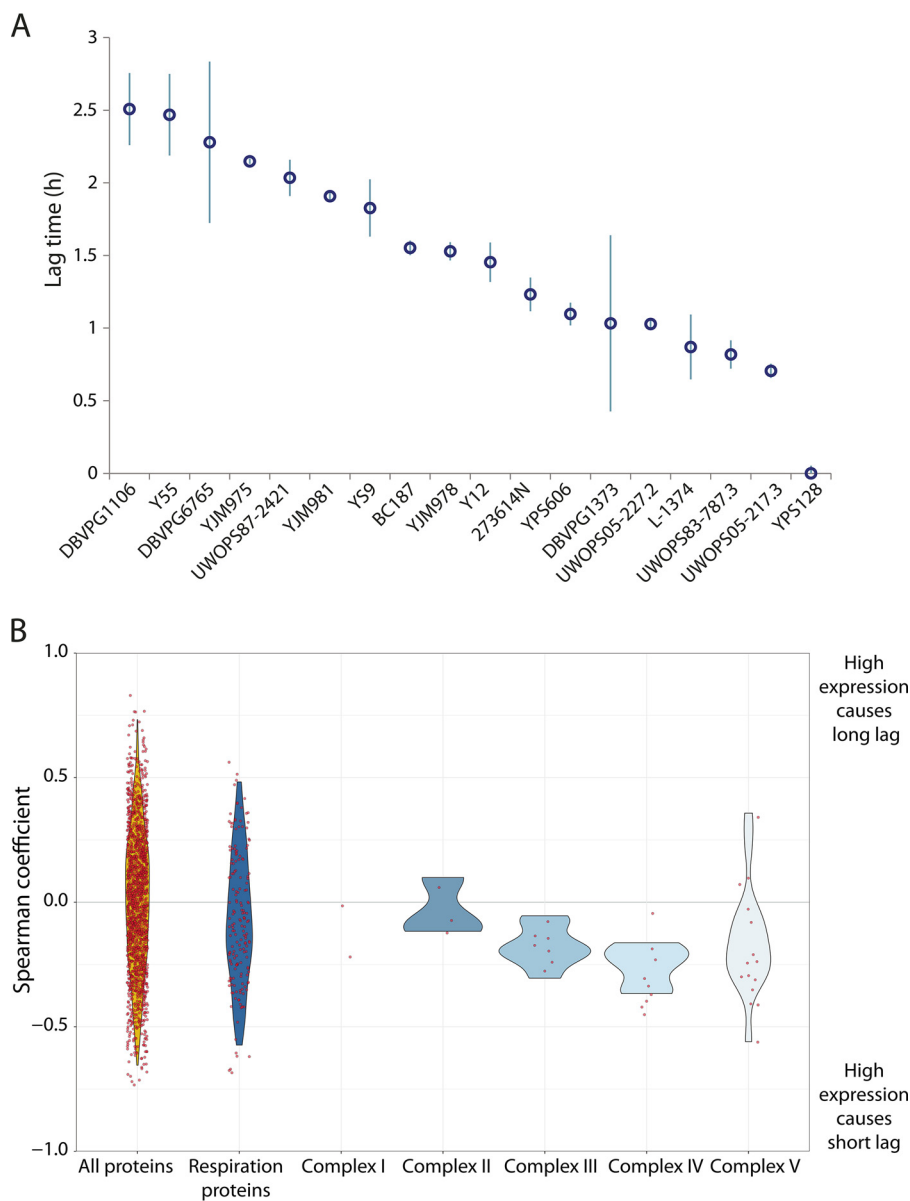 A
3
2.5
2
1.5
1
0.5
0
Lag time (h)
DBVPG1106
Y55
DBVPG6765
YJM975
UWOPS87-2421
YJM981
YS9
BC187
YJM978
Y12
273614N
YPS606
DBVPG1373
UWOPS05-227.2
L-1374
UWOPS83-787.3
UWOPS05-217.3
YPS128
B
1.0
0.5
0.0
−0.5
−1.0
Spearman coefficient
High
expression
causes
long lag
High
expression
causes
short lag
All proteins
Respiration
proteins
Complex I
Complex II
Complex III
Complex IV
Complex V